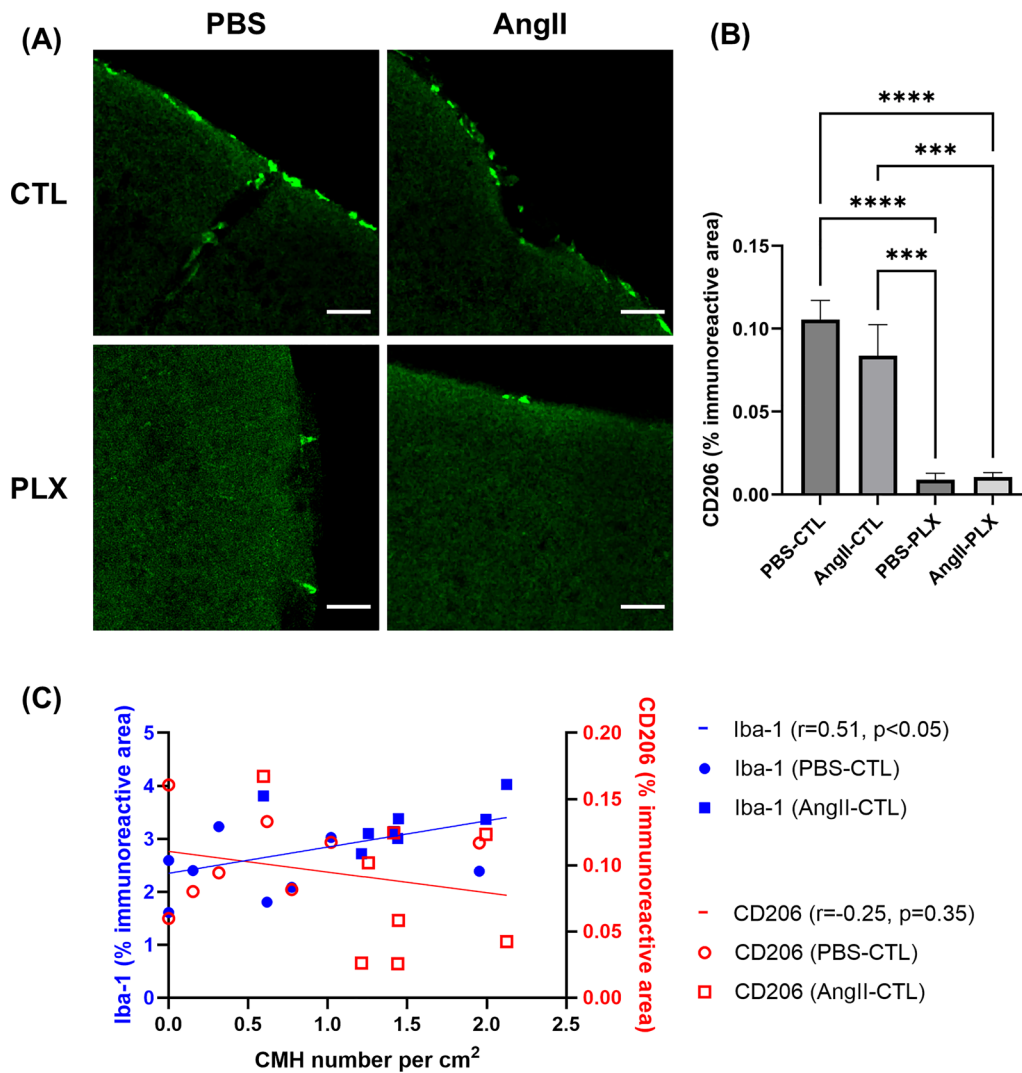 (A)
PBS
AngII
CTL
PLX
(B)
****
***
****
***
CD206 (% immunoreactive area)
0.15
0.10
0.05
0.00
PBS-CTL
AngII-CTL
PBS-PLX
AngII-PLX
(C)
Iba-1 (% immunoreactive area)
5
4
3
2
1
0
0.0
0.5
1.0
1.5
2.0
2.5
CMH number per cm²
0.20
0.15
0.10
0.05
0.00
CD206 (% immunoreactive area)
Iba-1 (r=0.51, p<0.05)
Iba-1 (PBS-CTL)
Iba-1 (AngII-CTL)
CD206 (r=-0.25, p=0.35)
CD206 (PBS-CTL)
CD206 (AngII-CTL)